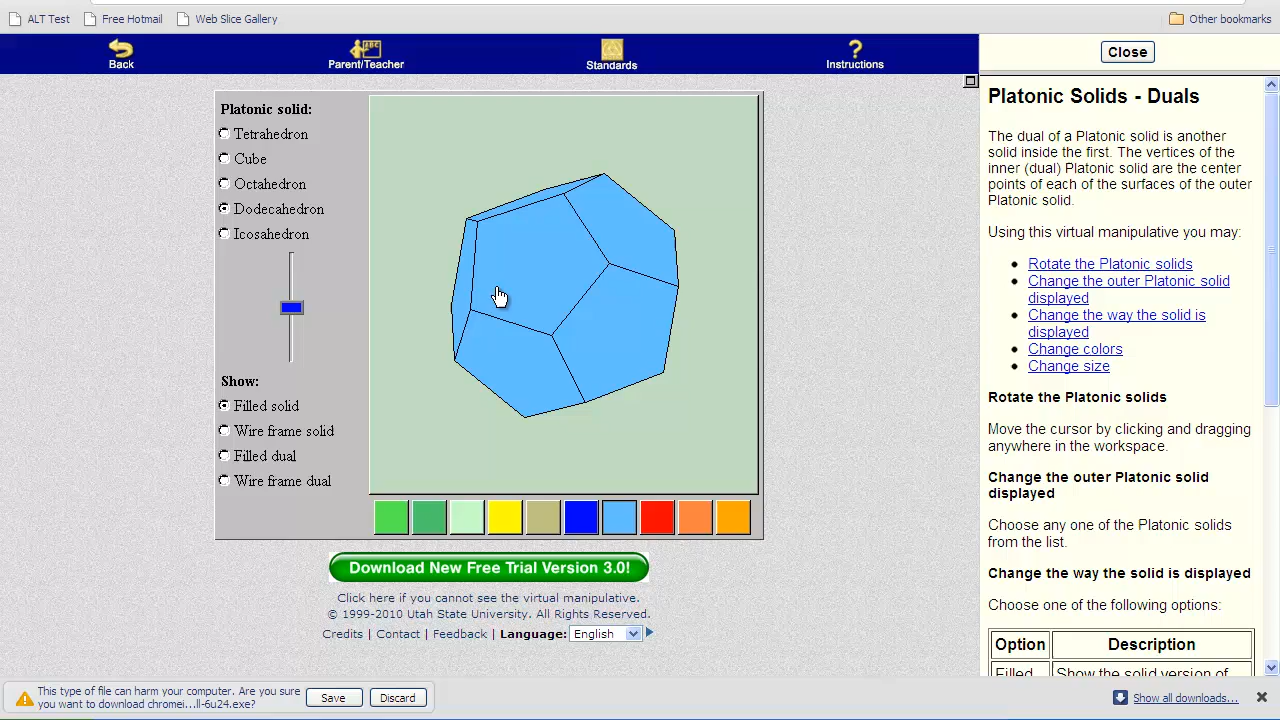 ALT Test
Free Hotmail
Web Slice Gallery
Other bookmarks
Back
Parent/Teacher
Standards
Instructions
Close
Platonic solid:
Tetrahedron
Cube
Octahedron
Dodecahedron
Icosahedron
Show:
Filled solid
Wire frame solid
Filled dual
Wire frame dual
Download New Free Trial Version 3.0!
Click here if you cannot see the virtual manipulative.
© 1999-2010 Utah State University. All Rights Reserved.
Credits | Contact | Feedback | Language: English
Platonic Solids - Duals
The dual of a Platonic solid is another
solid inside the first. The vertices of the
inner (dual) Platonic solid are the center
points of each of the surfaces of the outer
Platonic solid.
Using this virtual manipulative you may:
Rotate the Platonic solids
Change the outer Platonic solid
displayed
Change the way the solid is
displayed
Change colors
Change size
Rotate the Platonic solids
Move the cursor by clicking and dragging
anywhere in the workspace.
Change the outer Platonic solid
displayed
Choose any one of the Platonic solids
from the list.
Change the way the solid is displayed
Choose one of the following options:
Option Description
Filled Show the solid version of
This type of file can harm your computer. Are you sure
you want to download chromei...ll-6u24.exe?
Save
Discard
Show all downloads...